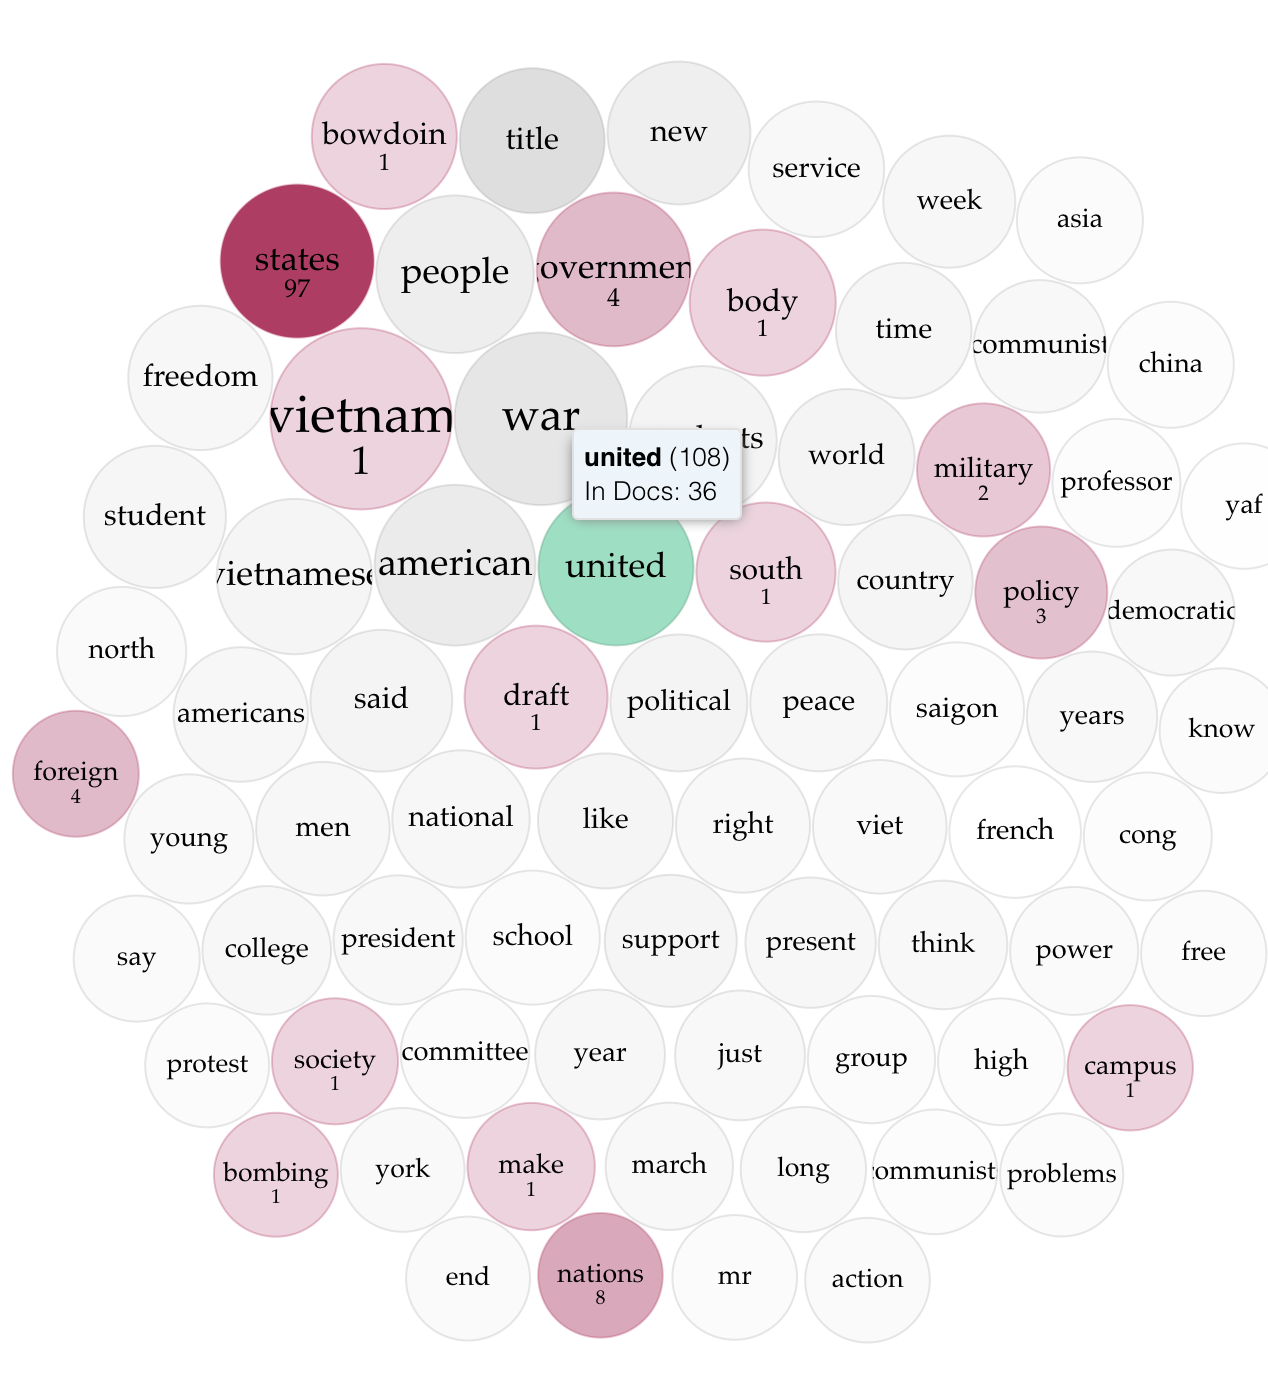 bowdoin
1
title
new
service
week
asia
states
97
people
governmen
4
body
1
time
communist
china
freedom
vietnam
1
war
ts
world
military
2
professor
yaf
united (108)
In Docs: 36
student
vietnamese
american
united
south
1
country
policy
3
democratic
north
americans
said
draft
1
political
peace
saigon
years
know
foreign
4
young
men
national
like
right
viet
french
cong
say
college
president
school
support
present
think
power
free
protest
society
1
committee
year
just
group
high
campus
1
bombing
1
york
make
1
march
long
communist
problems
end
nations
8
mr
action